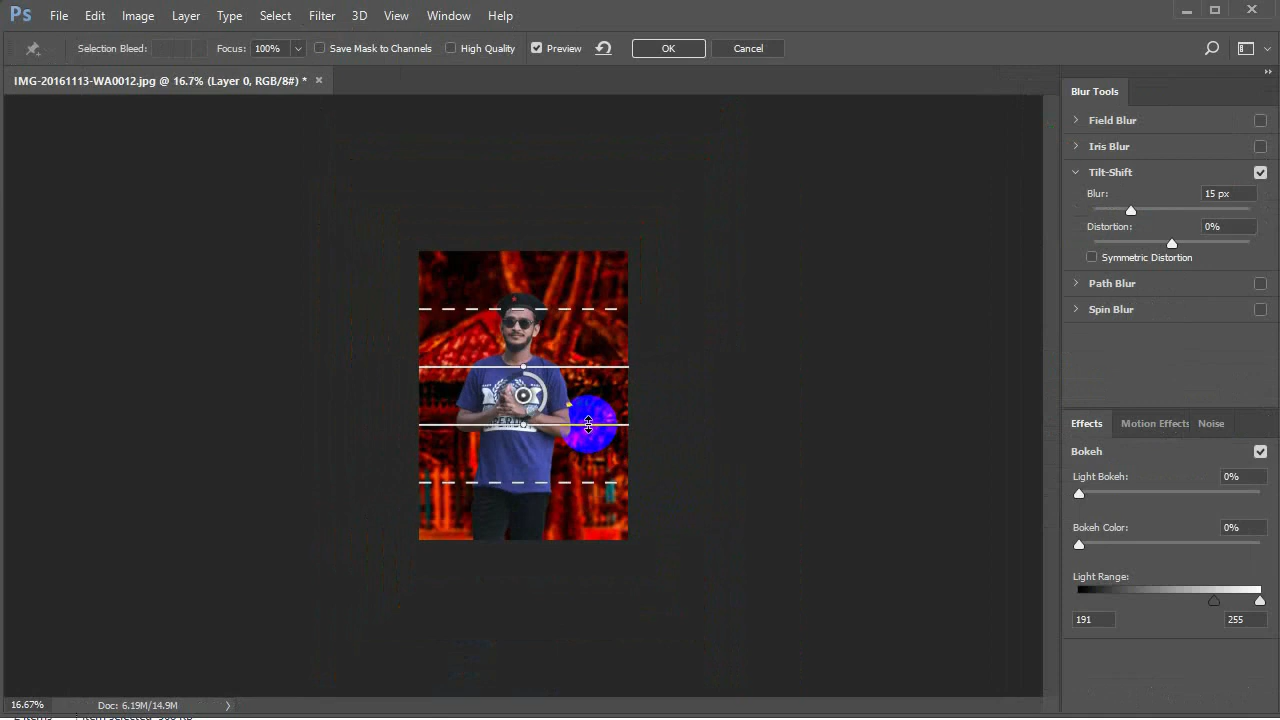 Ps File Edit Image Layer Type Select Filter 3D View Window Help
Selection Bleed: Focus: 100% Save Mask to Channels High Quality Preview OK Cancel
IMG-20161113-WA0012.jpg @ 16.7% (Layer 0, RGB/8#) * ×
Blur Tools
Field Blur
Iris Blur
Tilt-Shift
Blur: 15 px
Distortion: 0%
Symmetric Distortion
Path Blur
Spin Blur
Effects Motion Effects Noise
Bokeh
Light Bokeh: 0%
Bokeh Color: 0%
Light Range:
191 255
16.67% Doc: 6.19M/14.9M